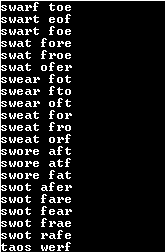 swarf toe
swart eof
swart foe
swat fore
swat froe
swat ofer
swear fot
swear fto
swear oft
sweat for
sweat fro
sweat orf
swore aft
swore atf
swore fat
swot afer
swot fare
swot fear
swot frae
swot rafe
taos werf